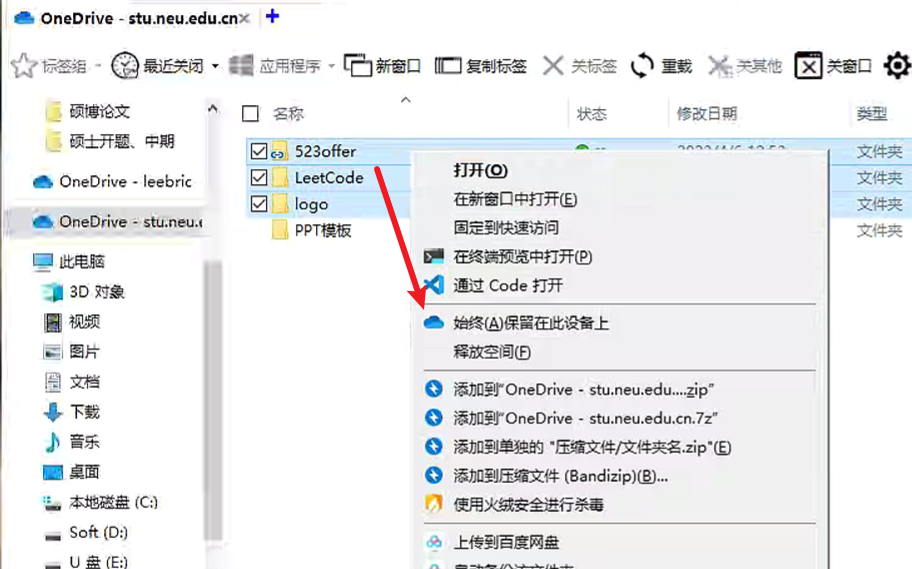 OneDrive - stu.neu.edu.cn
标签组 最近关闭 应用程序 新窗口 复制标签 关标签 重载 关其他 关窗口
名称 状态 修改日期 类型
硕博论文
硕士开题、中期
OneDrive - leebric
OneDrive - stu.neu.e
此电脑
3D 对象
视频
图片
文档
下载
音乐
桌面
本地磁盘 (C:)
Soft (D:)
U 盘 (E:)
523offer 文件夹
LeetCode 文件夹
logo 文件夹
PPT模板 文件夹
打开(O)
在新窗口中打开(E)
固定到快速访问
在终端预览中打开(P)
通过 Code 打开
始终(A)保留在此设备上
释放空间(F)
添加到“OneDrive - stu.neu.edu....zip”
添加到“OneDrive - stu.neu.edu.cn.7z”
添加到单独的 "压缩文件/文件夹名.zip"(E)
添加到压缩文件 (Bandizip)(B)...
使用火绒安全进行杀毒
上传到百度网盘